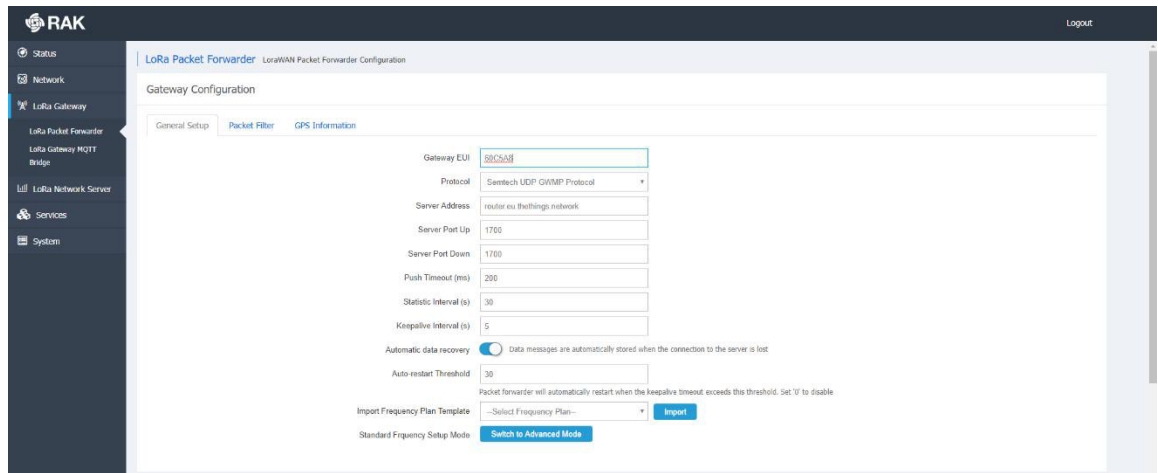 RAK
Logout
Status
Network
LoRa Gateway
LoRa Packet Forwarder
LoRa Gateway MQTT
Bridge
LoRa Network Server
Services
System
LoRa Packet Forwarder LoraWAN Packet Forwarder Configuration
Gateway Configuration
General Setup Packet Filter GPS Information
Gateway EUI 60C5A8
Protocol Semtech UDP GWMP Protocol
Server Address router.eu.thethings.network
Server Port Up 1700
Server Port Down 1700
Push Timeout (ms) 200
Statistic Interval (s) 30
Keepalive Interval (s) 5
Automatic data recovery Data messages are automatically stored when the connection to the server is lost
Auto-restart Threshold 30
Packet forwarder will automatically restart when the keepalive timeout exceeds this threshold. Set '0' to disable
Import Frequency Plan Template --Select Frequency Plan-- Import
Standard Frquency Setup Mode Switch to Advanced Mode